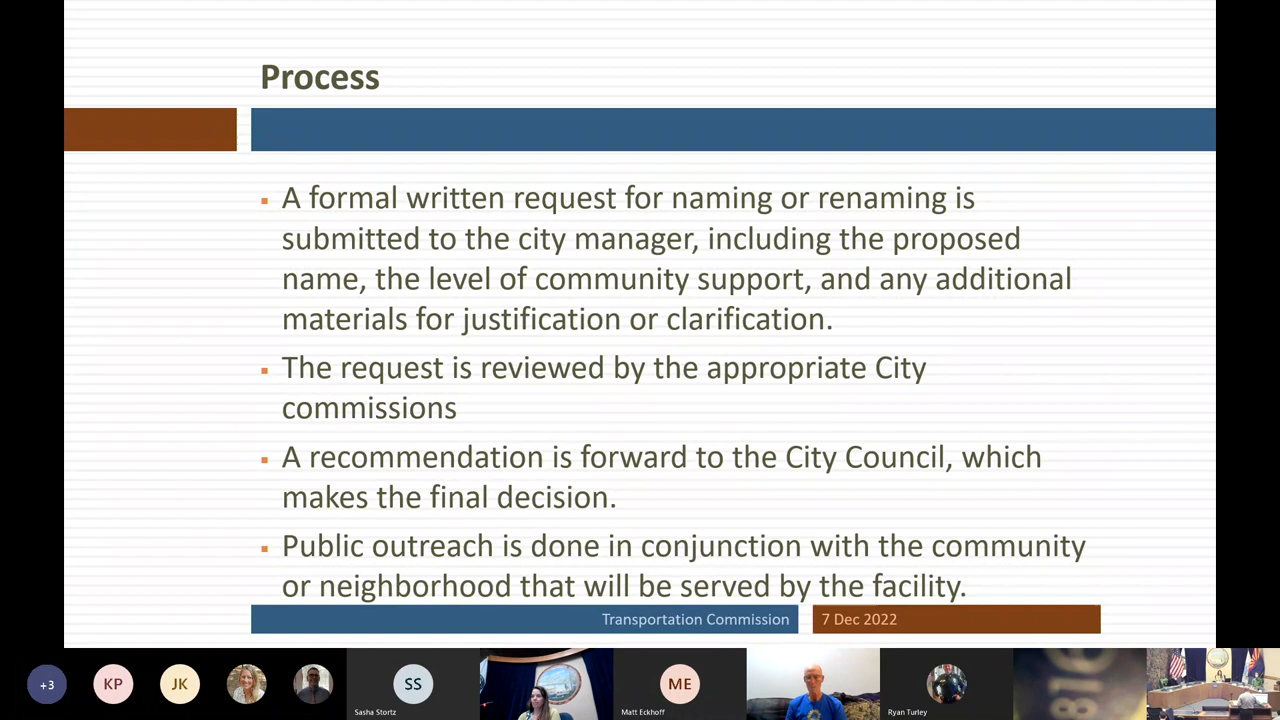 Process
▪ A formal written request for naming or renaming is
submitted to the city manager, including the proposed
name, the level of community support, and any additional
materials for justification or clarification.
▪ The request is reviewed by the appropriate City
commissions
▪ A recommendation is forward to the City Council, which
makes the final decision.
▪ Public outreach is done in conjunction with the community
or neighborhood that will be served by the facility.
Transportation Commission
7 Dec 2022
+3
KP
JK
SS
Sasha Stortz
ME
Matt Eckhoff
Ryan Turley